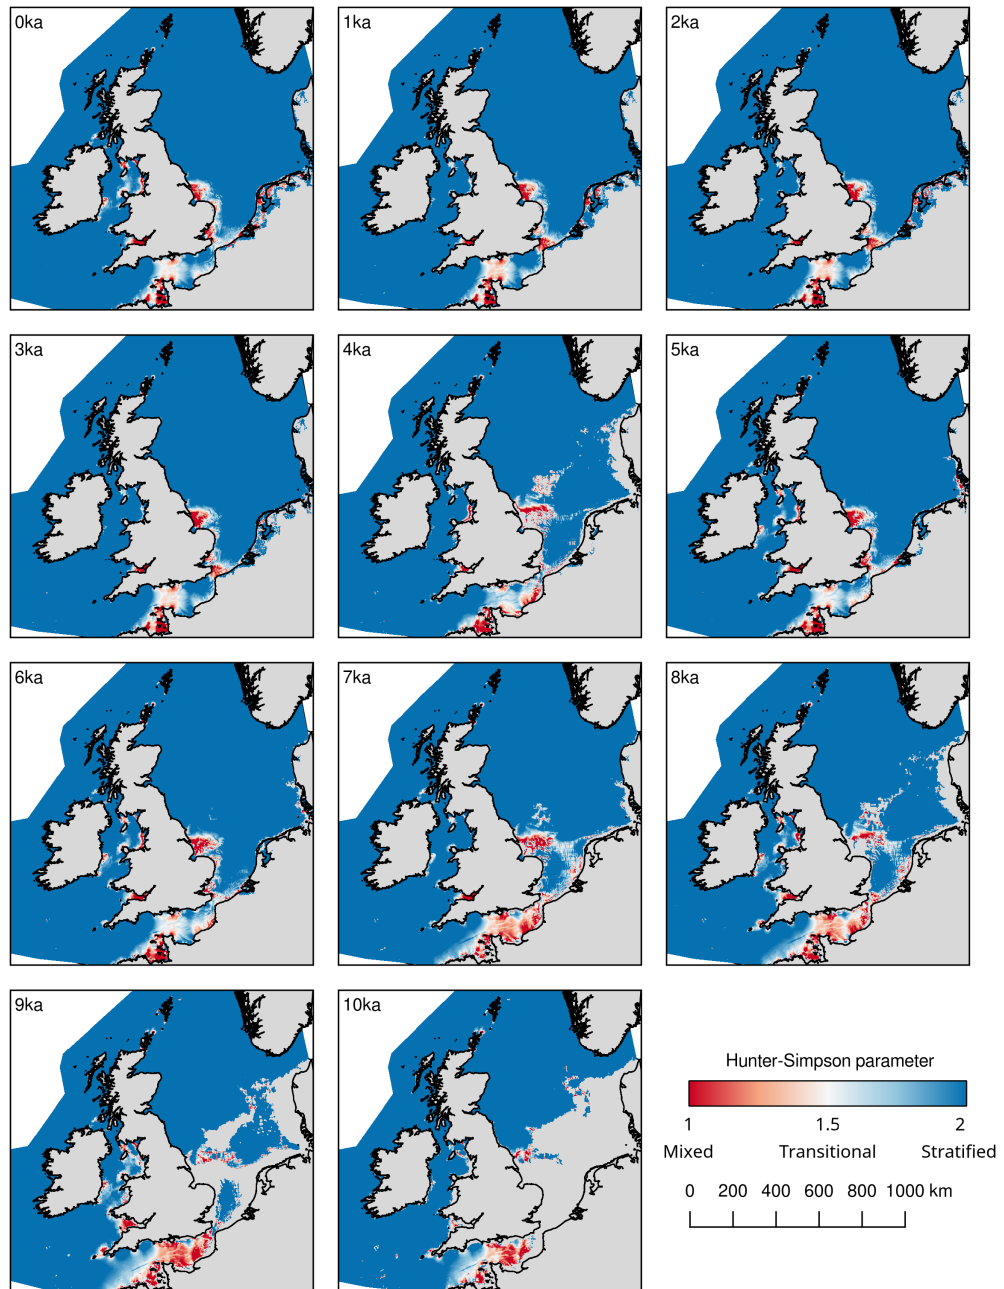 0ka
1ka
2ka
3ka
4ka
5ka
6ka
7ka
8ka
9ka
10ka
Hunter-Simpson parameter
1 1.5 2
Mixed Transitional Stratified
0 200 400 600 800 1000 km